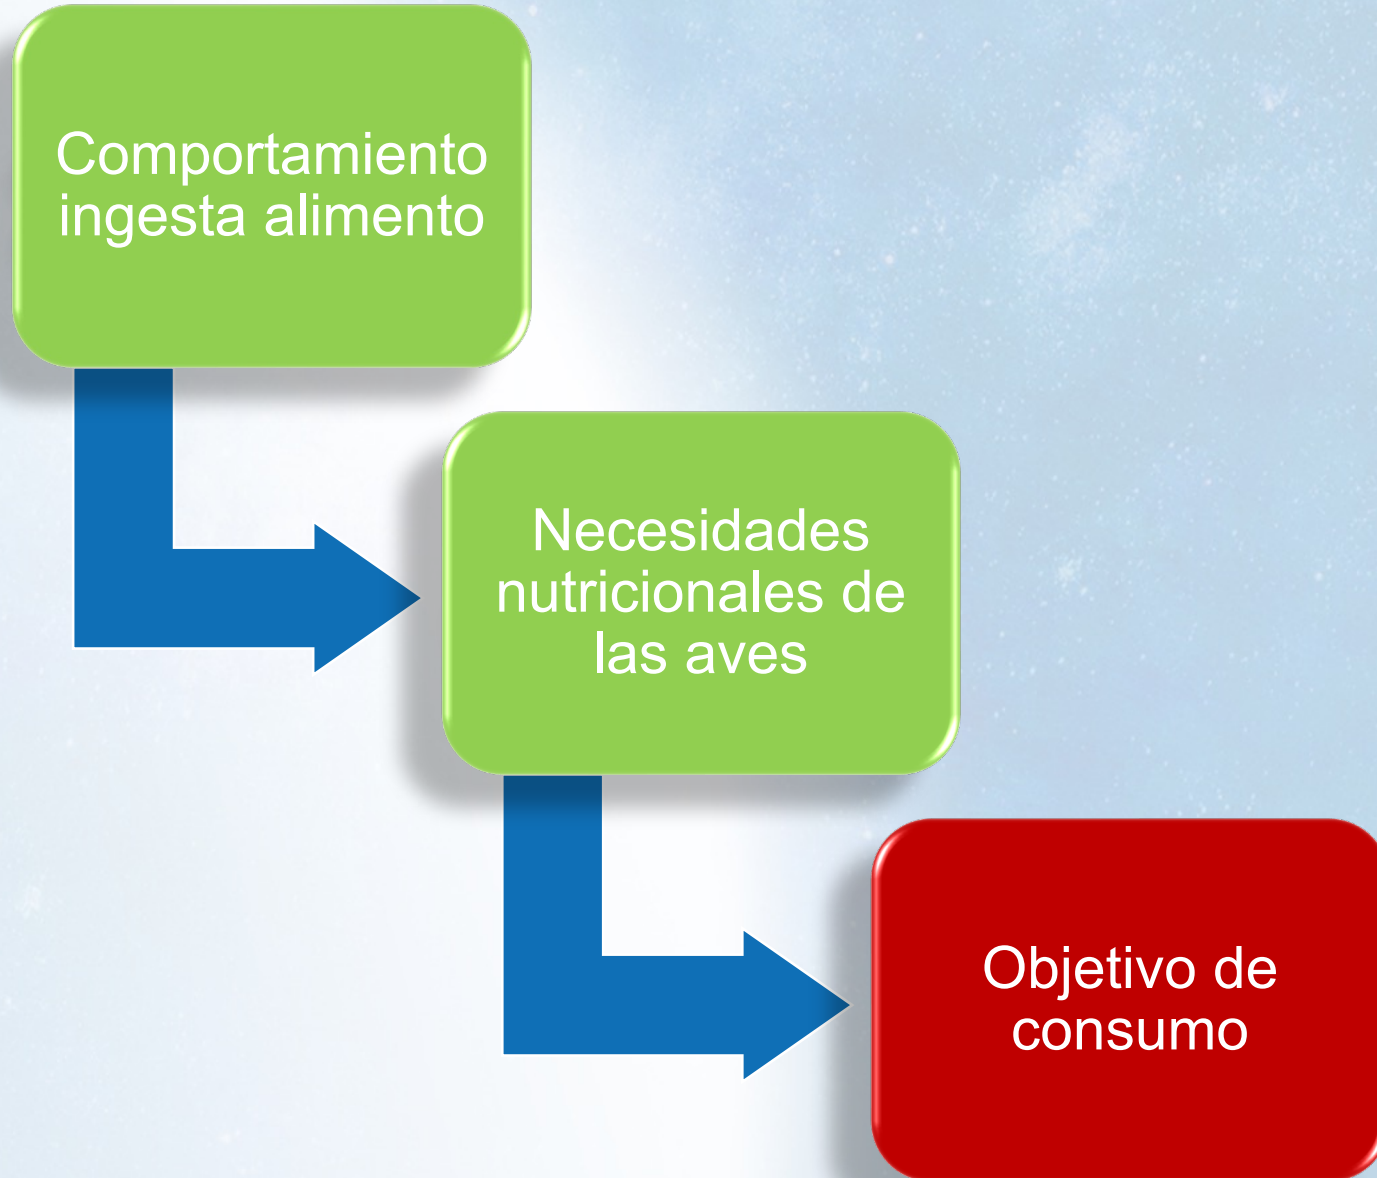 Comportamiento
ingesta alimento
Necesidades
nutricionales de
las aves
Objetivo de
consumo